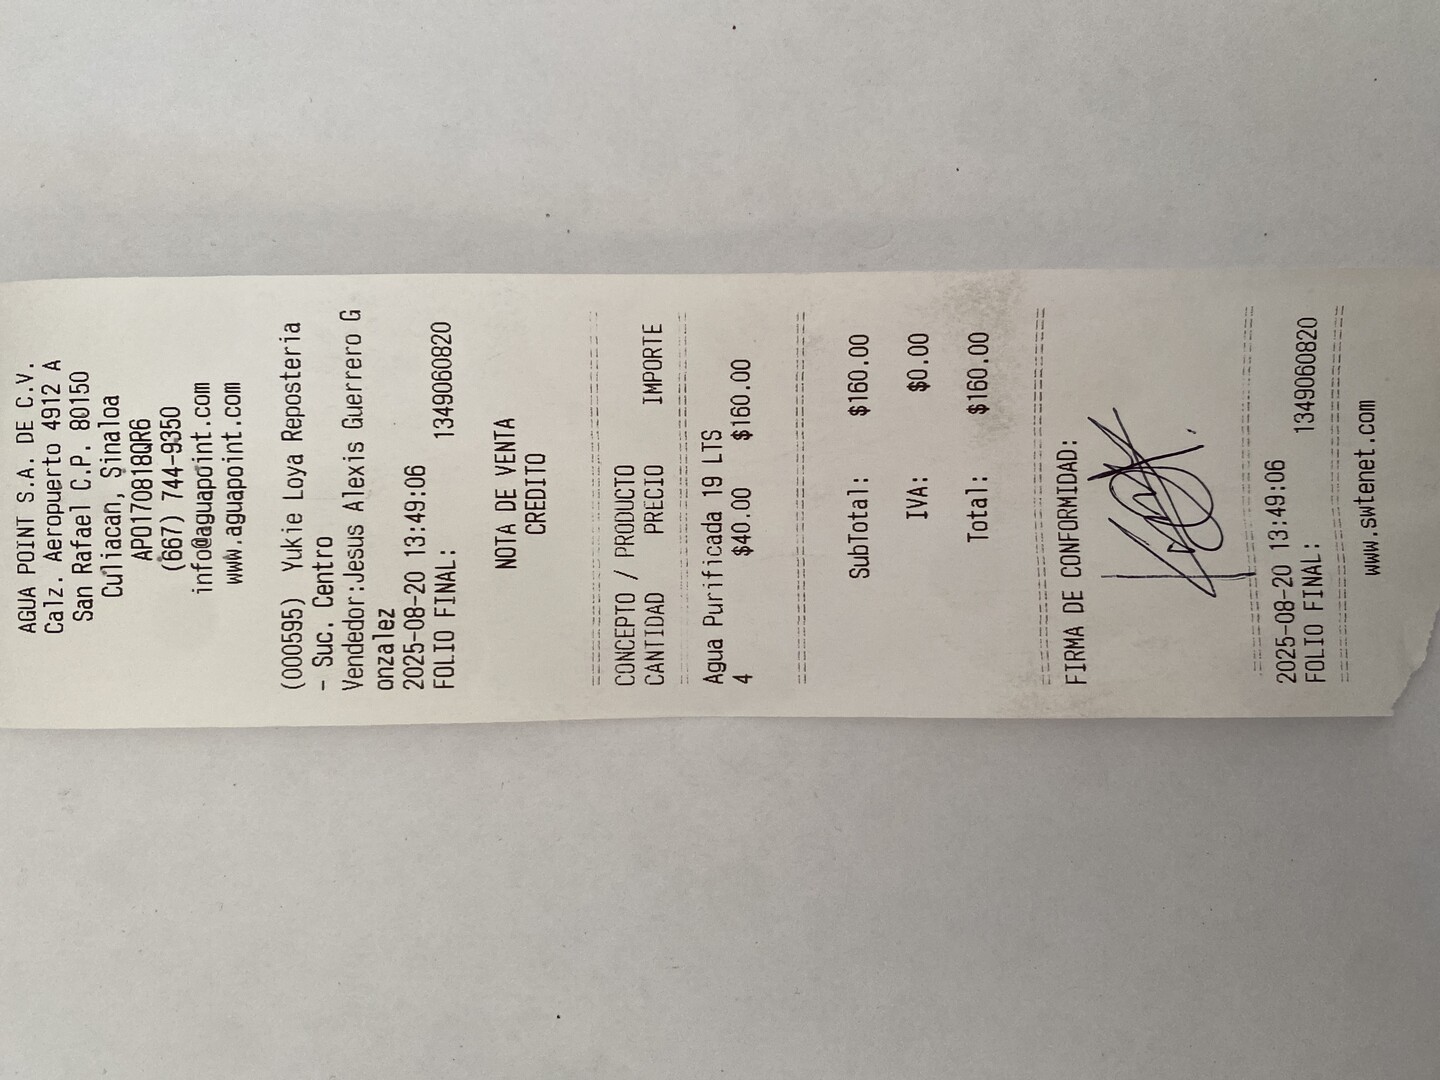 AGUA POINT S.A. DE C.V.
Calz. Aeropuerto 4912 A
San Rafael C.P. 80150
Culiacan, Sinaloa
APO170818QR6
(667) 744-9350
info@aguapoint.com
www.aguapoint.com
(000595) Yukie Loya Reposteria
- Suc. Centro
Vendedor:Jesus Alexis Guerrero G
onzalez
2025-08-20 13:49:06
FOLIO FINAL: 1349060820
NOTA DE VENTA
CREDITO
CONCEPTO / PRODUCTO
CANTIDAD PRECIO IMPORTE
Agua Purificada 19 LTS
4 $40.00 $160.00
SubTotal: $160.00
IVA: $0.00
Total: $160.00
FIRMA DE CONFORMIDAD:
2025-08-20 13:49:06
FOLIO FINAL: 1349060820
www.swtenet.com